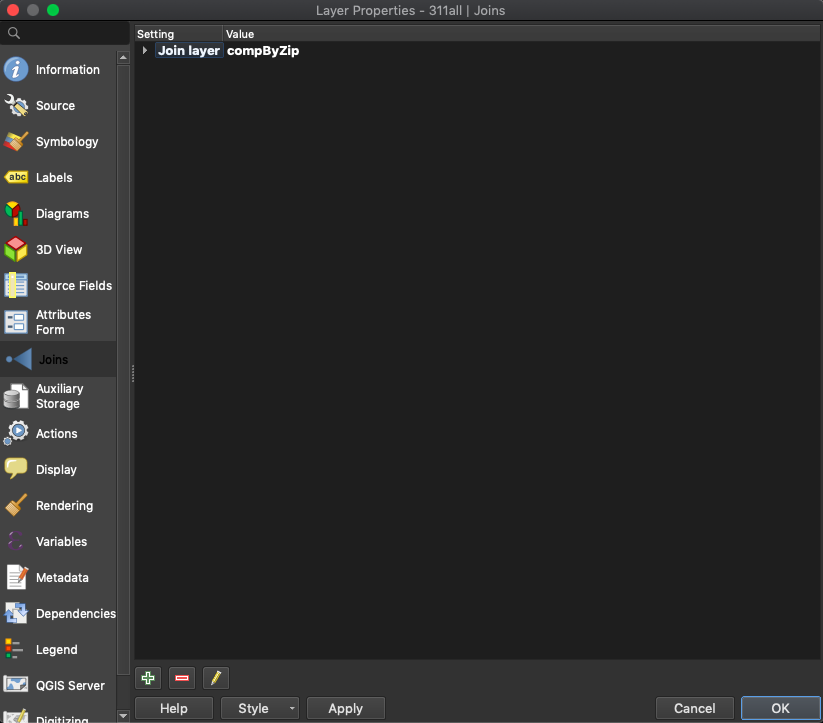 Layer Properties - 311all | Joins
Setting Value
Join layer compByZip
Information
Source
Symbology
abc Labels
Diagrams
3D View
Source Fields
Attributes
Form
Joins
Auxiliary
Storage
Actions
Display
Rendering
Variables
Metadata
Dependencies
Legend
QGIS Server
Digitizing
Help Style Apply Cancel OK